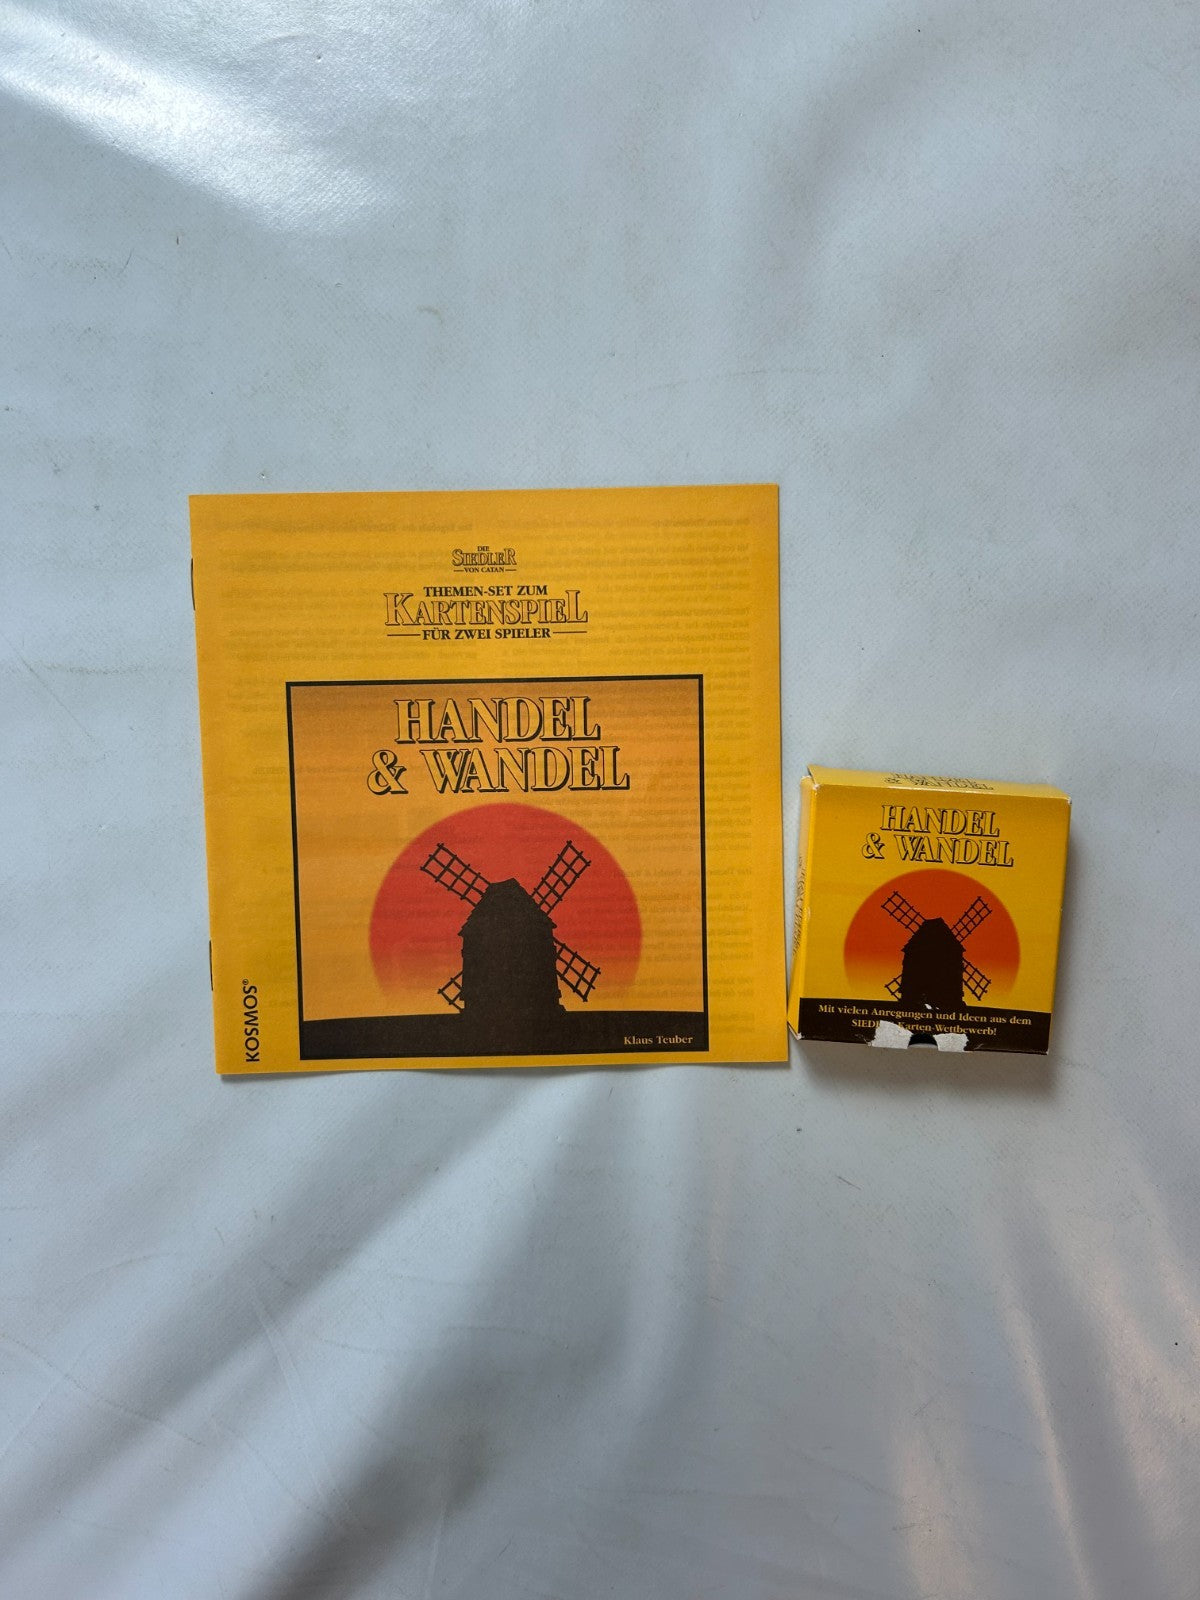 DIE
SIEDLER
VON CATAN
THEMEN-SET ZUM
KARTENSPIEL
FÜR ZWEI SPIELER
HANDEL
& WANDEL
Klaus Teuber
KOSMOS®
& WANDEL
HANDEL
& WANDEL
Mit vielen Anregungen und Ideen aus dem
Karten-Wettbewerb!